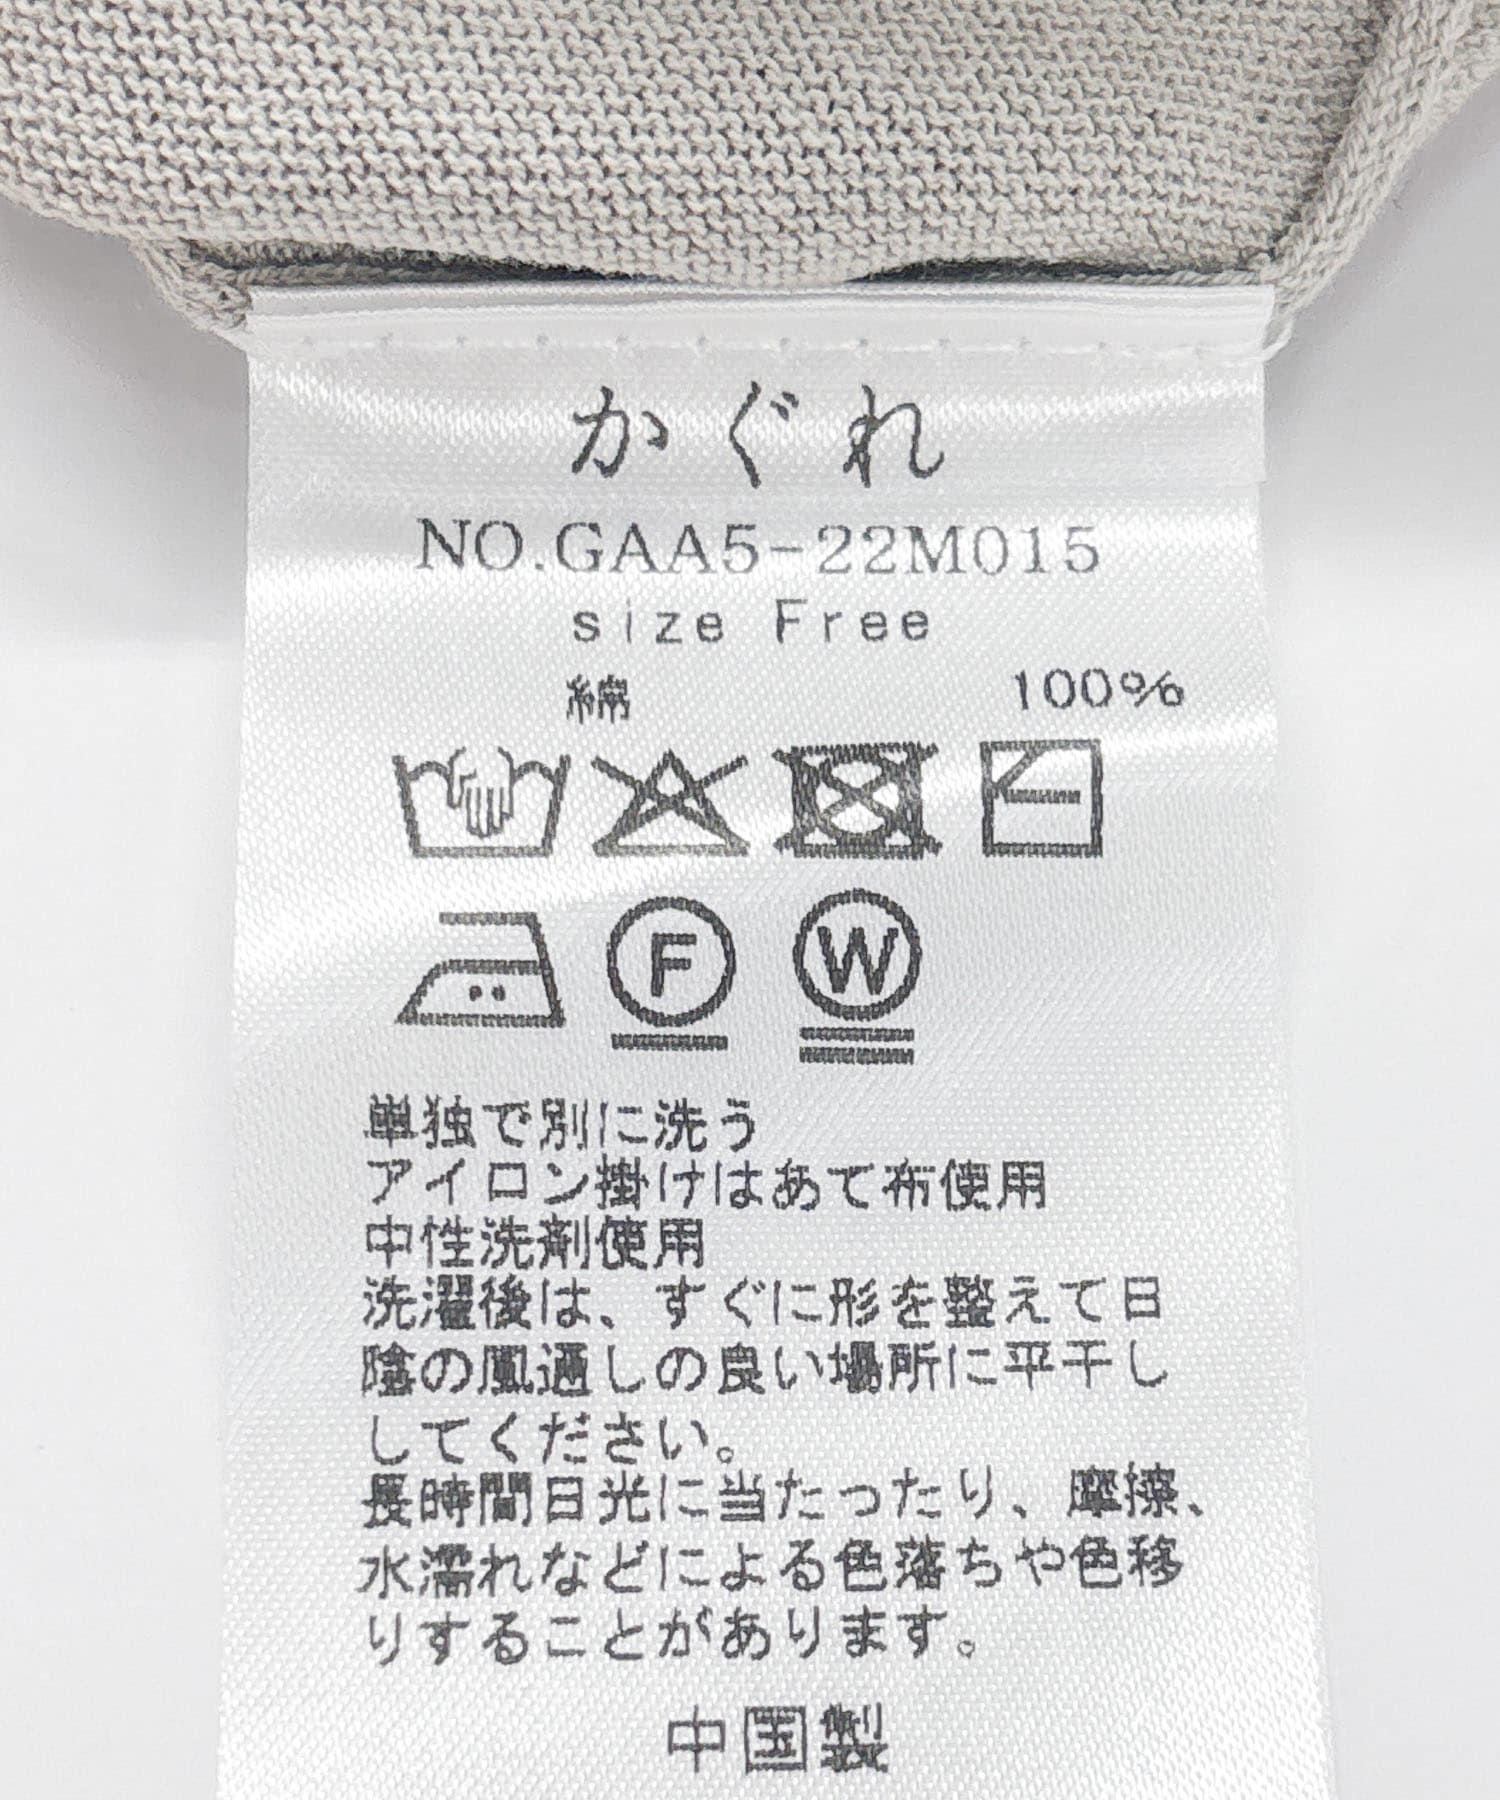 かぐれ
NO.GAA5-22M015
size Free
綿 100%
F W
単独で別に洗う
アイロン掛けはあて布使用
中性洗剤使用
洗濯後は、すぐに形を整えて日
陰の風通しの良い場所に平干し
してください。
長時間日光に当たったり、摩擦、
水濡れなどによる色落ちや色移
りすることがあります。
中国製